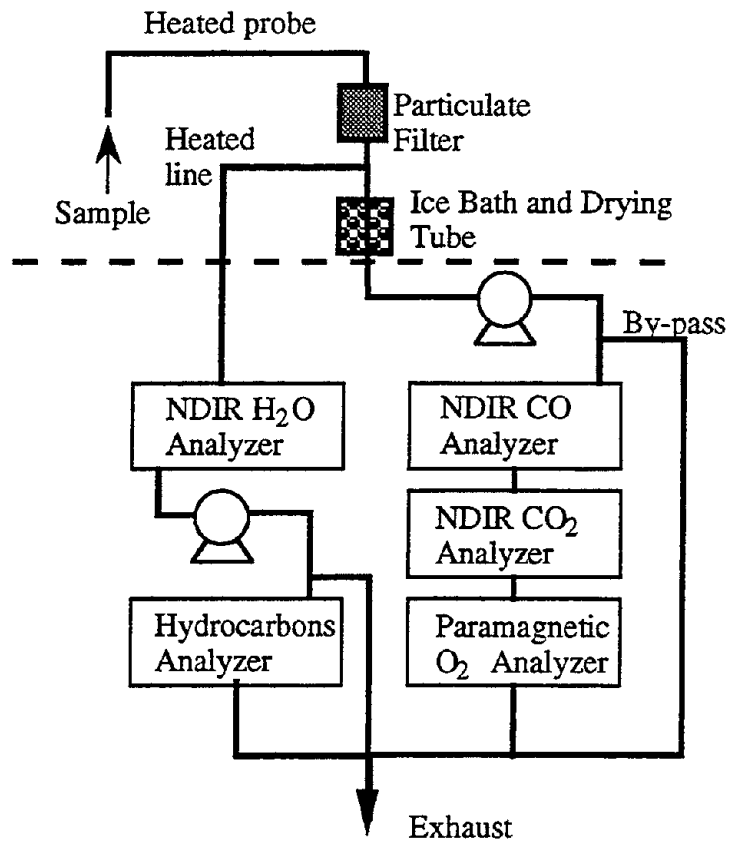 Heated probe
Particulate
Filter
Heated
line
Sample
Ice Bath and Drying
Tube
By-pass
NDIR H₂O
Analyzer
NDIR CO
Analyzer
NDIR CO₂
Analyzer
Hydrocarbons
Analyzer
Paramagnetic
O₂ Analyzer
Exhaust